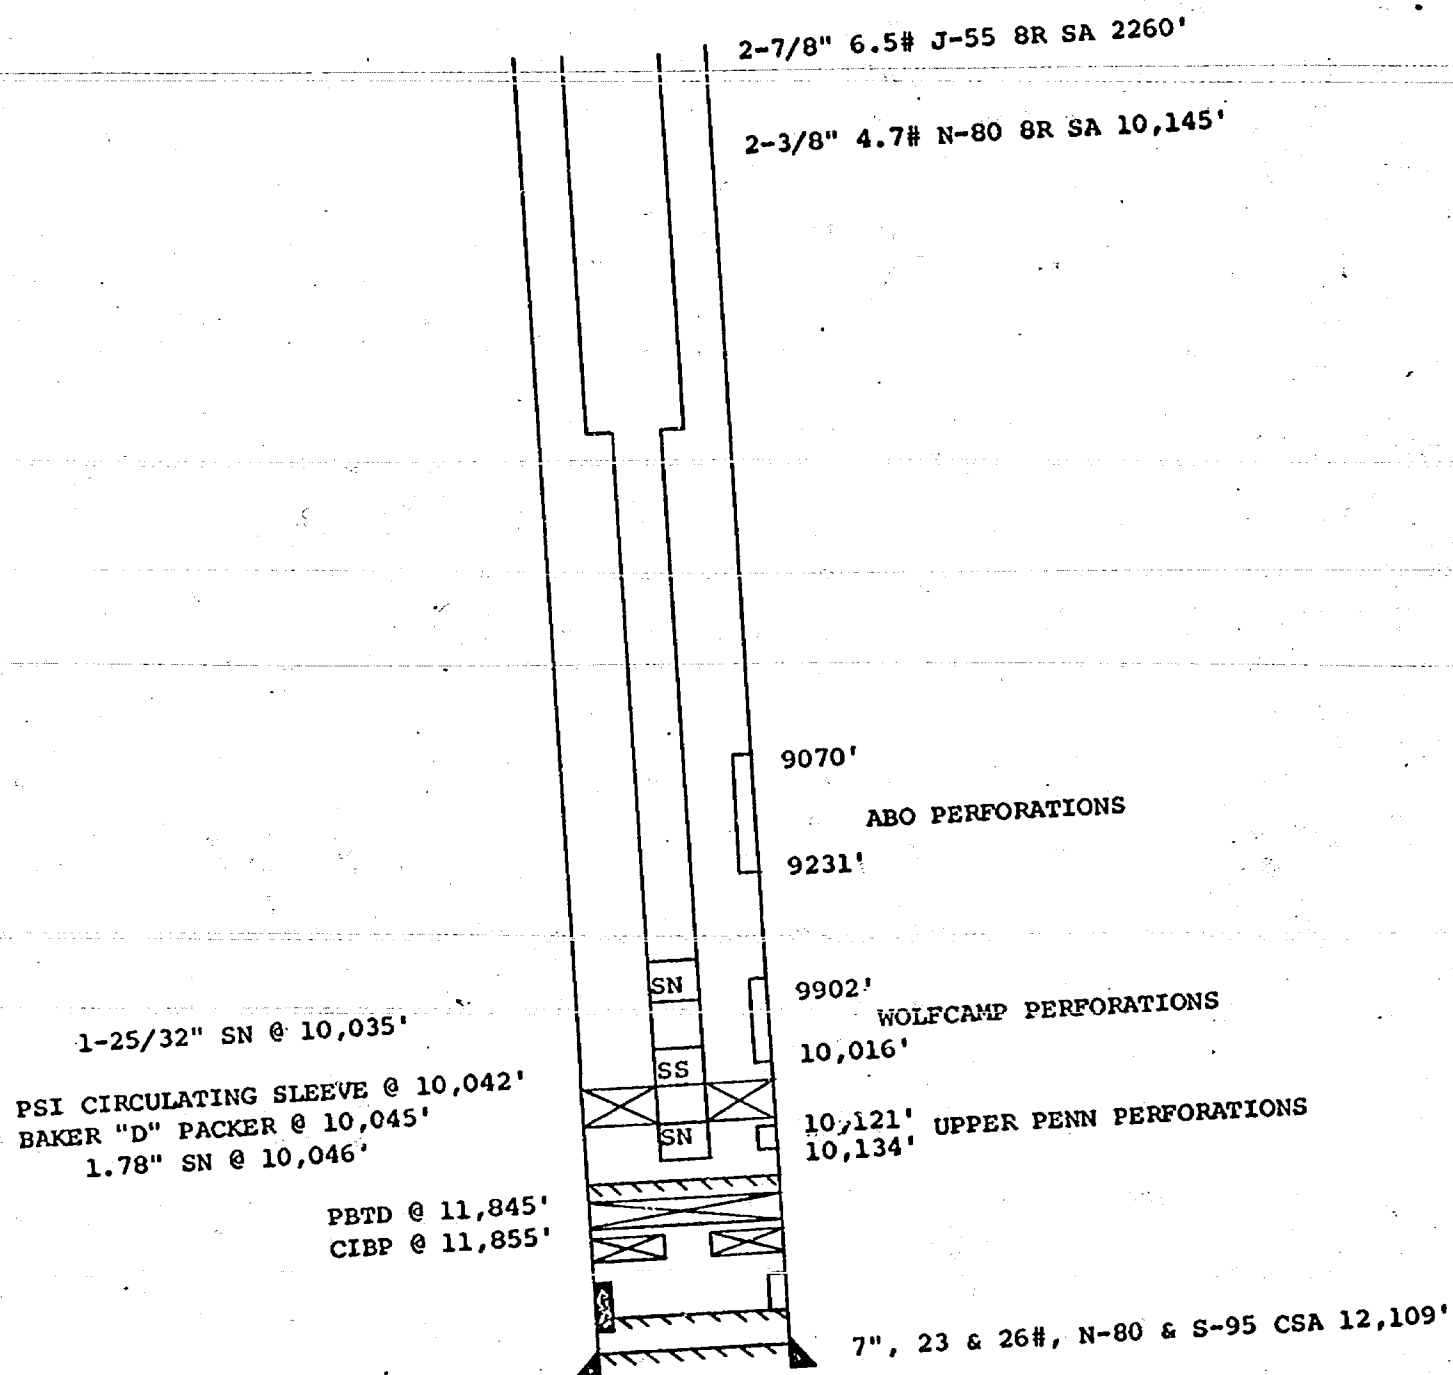 2-7/8" 6.5# J-55 8R SA 2260'
2-3/8" 4.7# N-80 8R SA 10,145'
9070'
ABO PERFORATIONS
9231'
SN
9902'
WOLFCAMP PERFORATIONS
10,016'
1-25/32" SN @ 10,035'
SS
PSI CIRCULATING SLEEVE @ 10,042'
BAKER "D" PACKER @ 10,045'
1.78" SN @ 10,046'
SN
10,121' UPPER PENN PERFORATIONS
10,134'
PBTD @ 11,845'
CIBP @ 11,855'
7", 23 & 26#, N-80 & S-95 CSA 12,109'